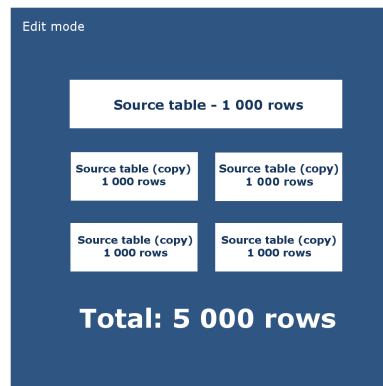 Edit mode
Source table - 1 000 rows
Source table (copy)
1 000 rows
Source table (copy)
1 000 rows
Source table (copy)
1 000 rows
Source table (copy)
1 000 rows
Total: 5 000 rows